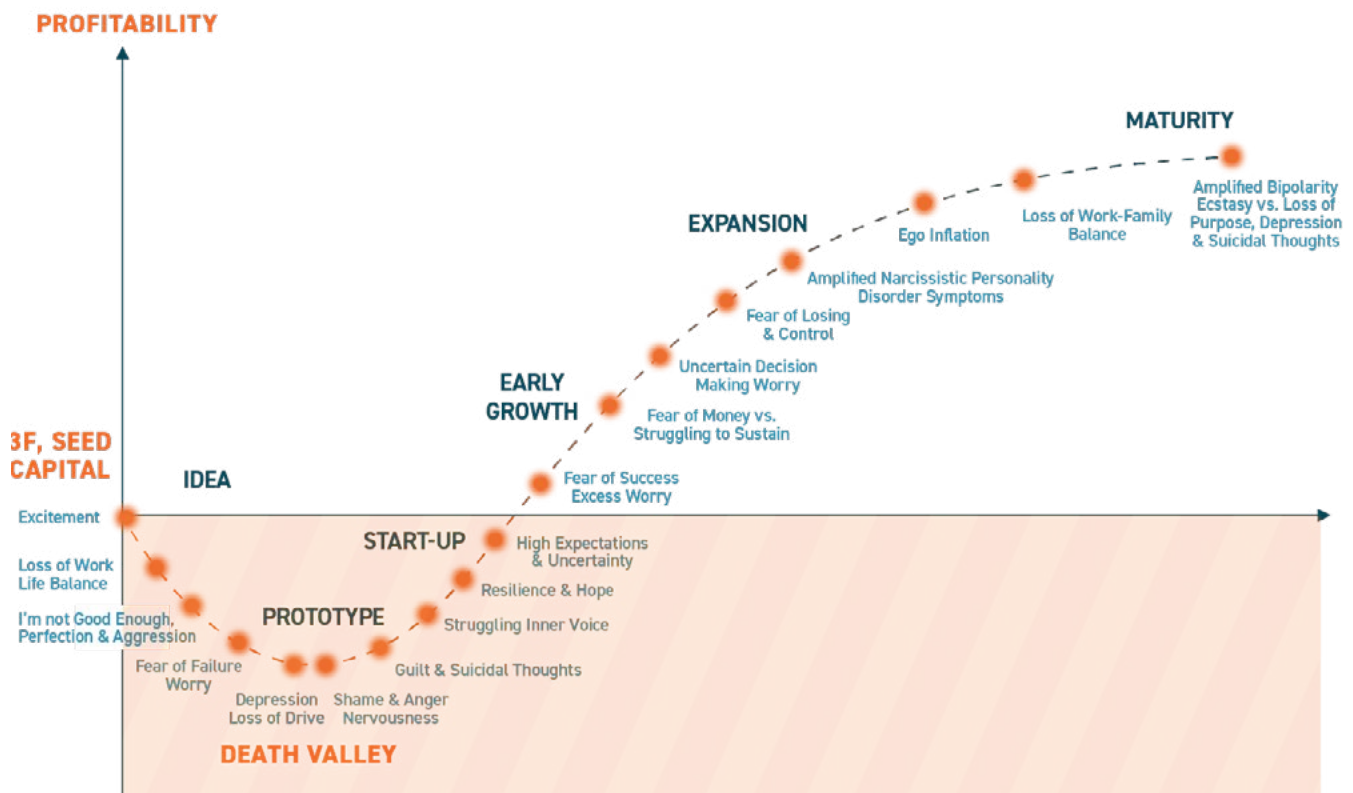 PROFITABILITY
MATURITY
Amplified Bipolarity
Ecstasy vs. Loss of
Purpose, Depression
& Suicidal Thoughts
Loss of Work-Family
Balance
EXPANSION
Ego Inflation
Amplified Narcissistic Personality
Disorder Symptoms
Fear of Losing
& Control
Uncertain Decision
Making Worry
EARLY
GROWTH
Fear of Money vs.
Struggling to Sustain
3F, SEED
CAPITAL
IDEA
Fear of Success
Excess Worry
Excitement
START-UP
High Expectations
& Uncertainty
Loss of Work
Life Balance
Resilience & Hope
I'm not Good Enough,
Perfection & Aggression
PROTOTYPE
Struggling Inner Voice
Fear of Failure
Worry
Guilt & Suicidal Thoughts
Depression
Loss of Drive
Shame & Anger
Nervousness
DEATH VALLEY